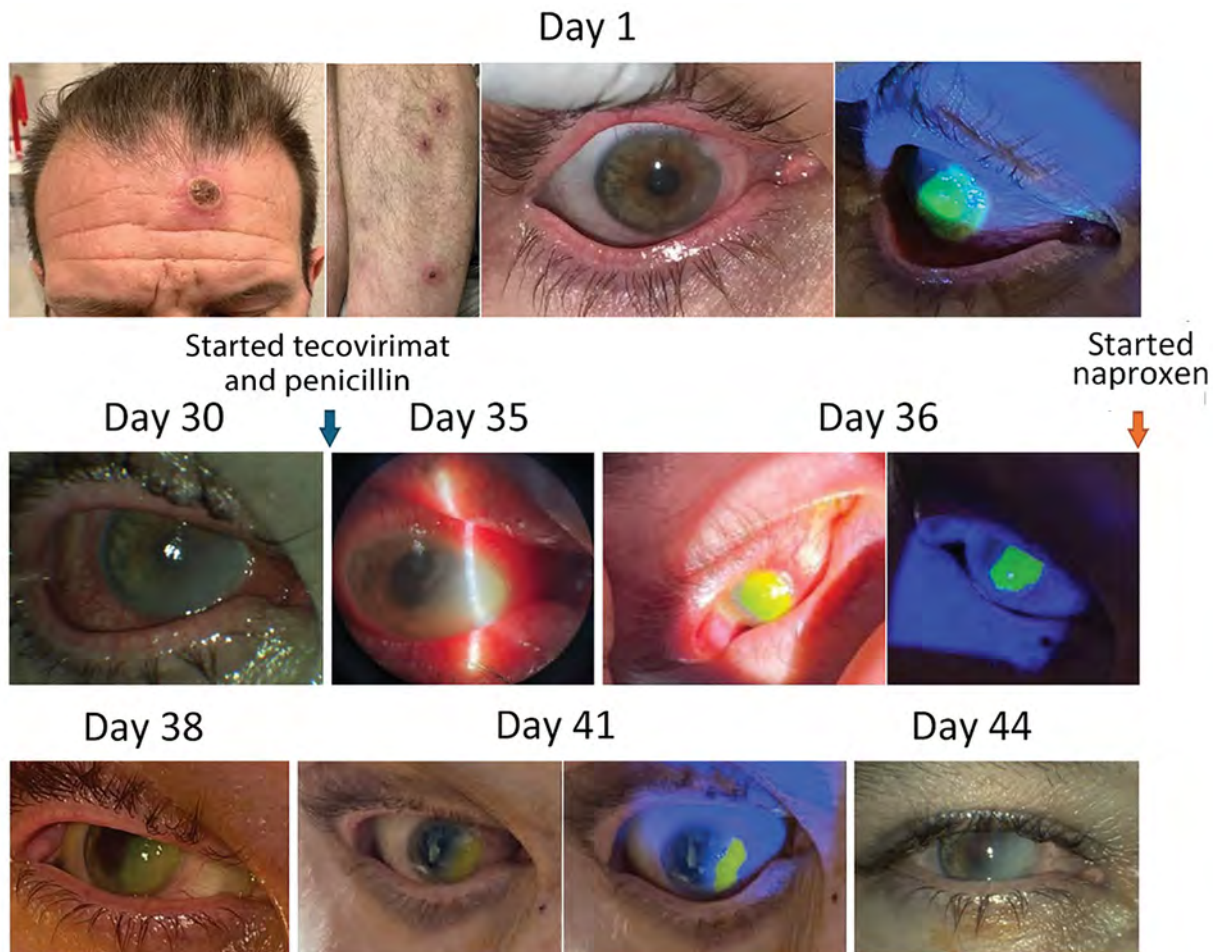 Day 1
Started tecovirimat
and penicillin
Started
naproxen
Day 30
Day 35
Day 36
Day 38
Day 41
Day 44